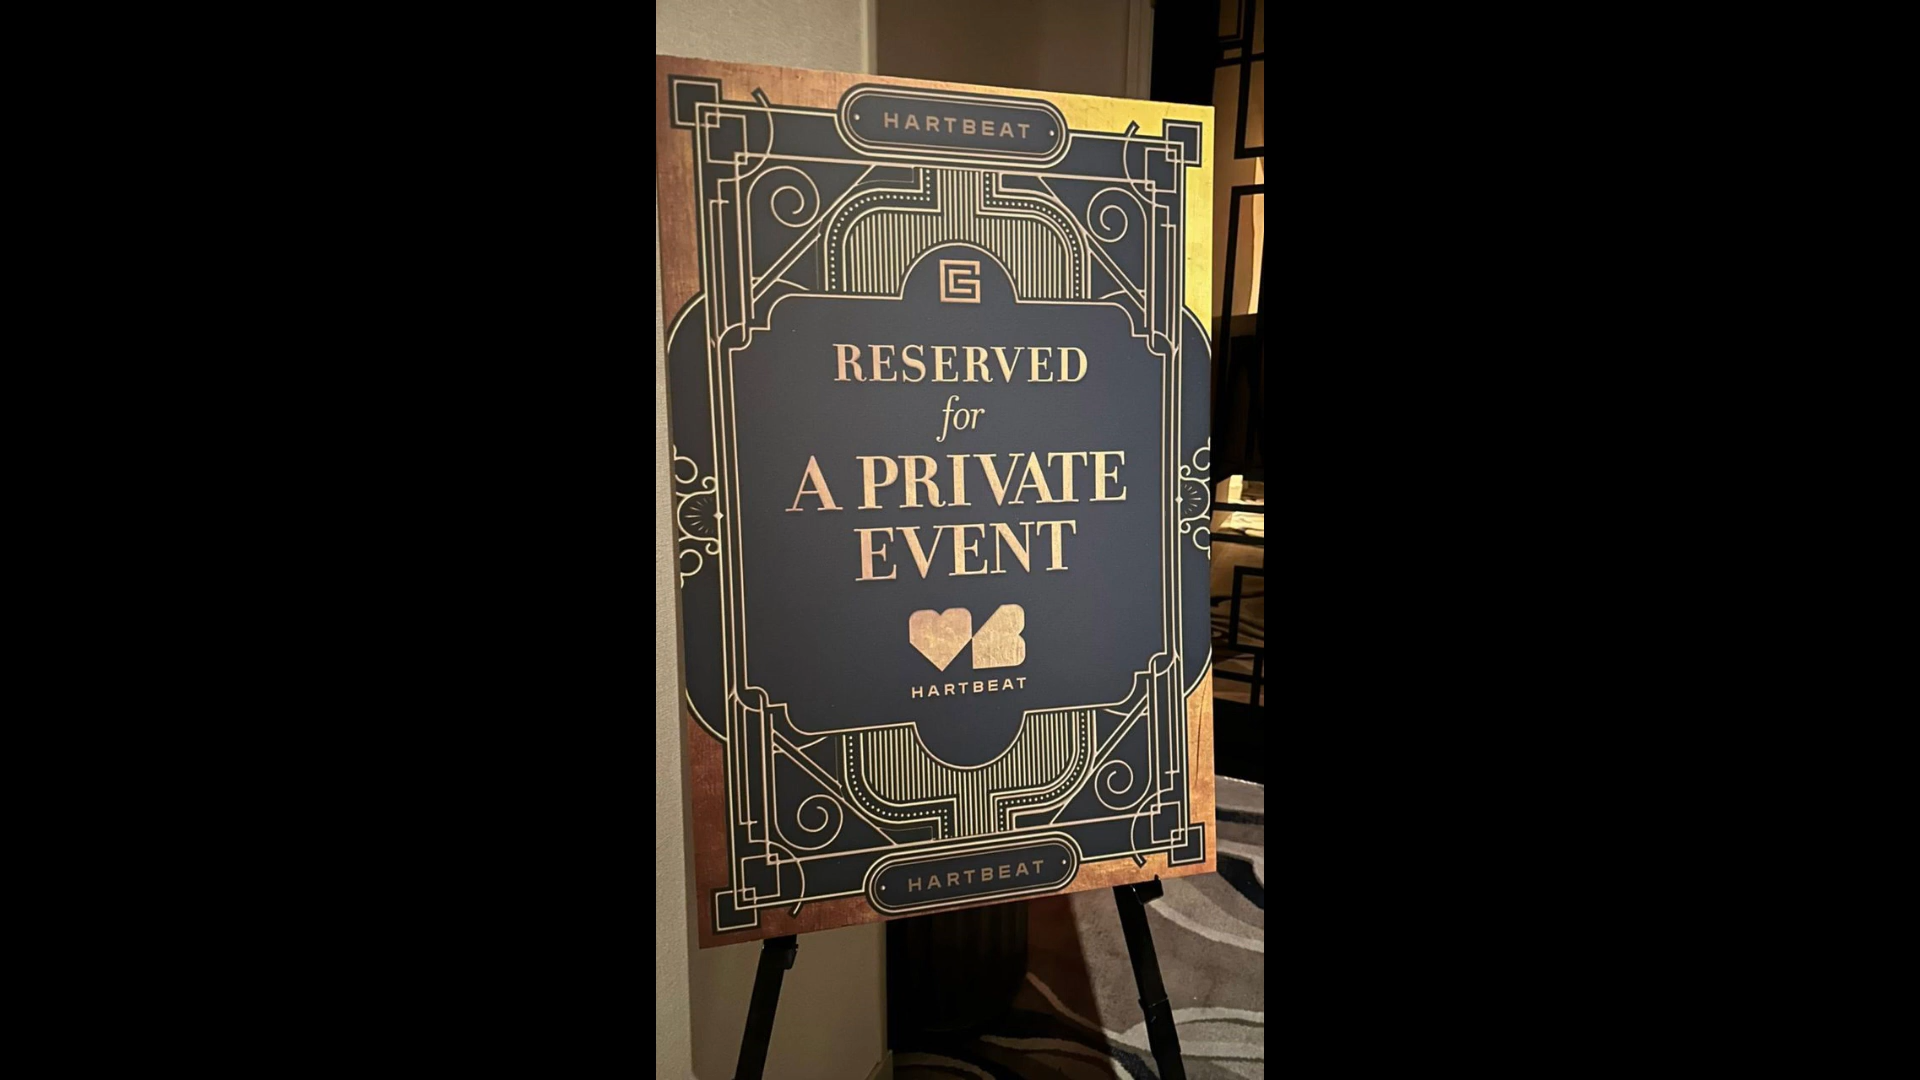 HARTBEAT
RESERVED
for
A PRIVATE
EVENT
HARTBEAT
HARTBEAT